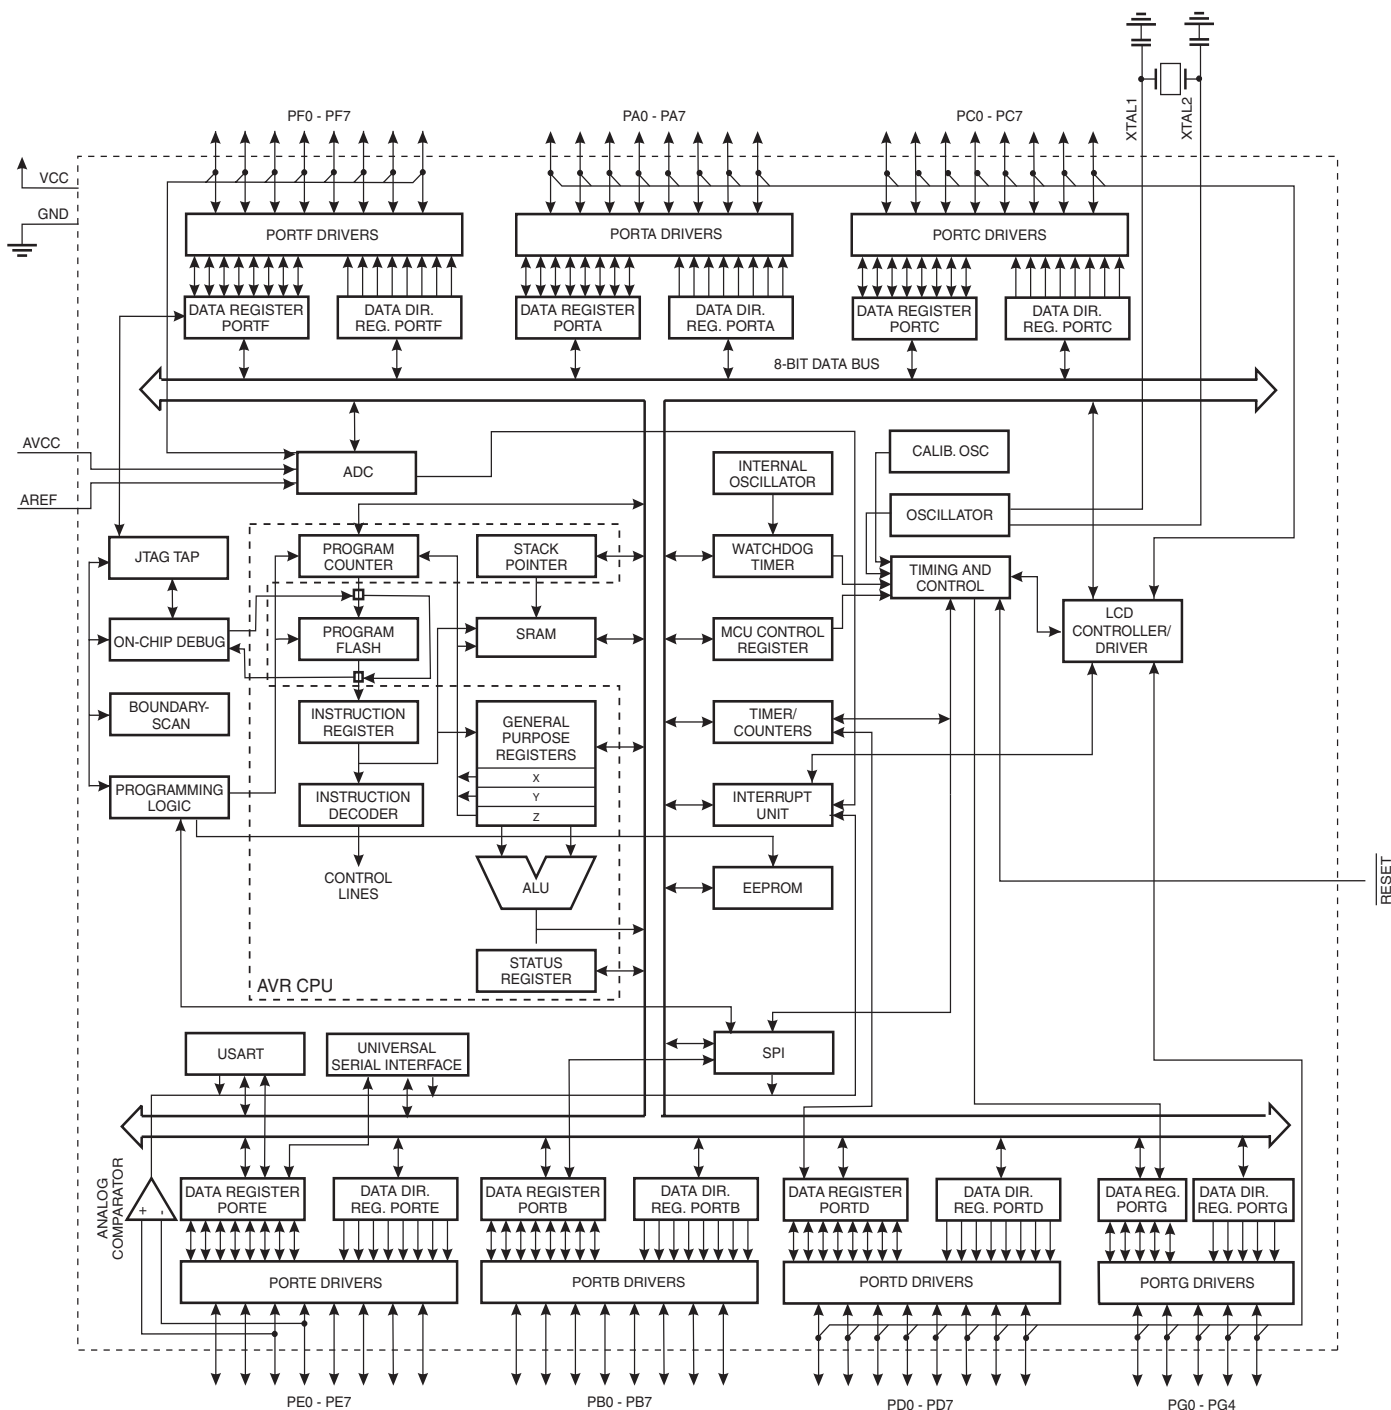 XTAL1
XTAL2
PF0 - PF7
PA0 - PA7
PC0 - PC7
VCC
GND
PORTF DRIVERS
PORTA DRIVERS
PORTC DRIVERS
DATA REGISTER
PORTF
DATA DIR.
REG. PORTF
DATA REGISTER
PORTA
DATA DIR.
REG. PORTA
DATA REGISTER
PORTC
DATA DIR.
REG. PORTC
8-BIT DATA BUS
AVCC
AREF
ADC
INTERNAL
OSCILLATOR
CALIB. OSC
OSCILLATOR
JTAG TAP
PROGRAM
COUNTER
STACK
POINTER
WATCHDOG
TIMER
TIMING AND
CONTROL
ON-CHIP DEBUG
PROGRAM
FLASH
SRAM
MCU CONTROL
REGISTER
LCD
CONTROLLER/
DRIVER
BOUNDARY-
SCAN
INSTRUCTION
REGISTER
GENERAL
PURPOSE
REGISTERS
X
Y
Z
TIMER/
COUNTERS
PROGRAMMING
LOGIC
INSTRUCTION
DECODER
INTERRUPT
UNIT
CONTROL
LINES
ALU
EEPROM
RESET
STATUS
REGISTER
AVR CPU
USART
UNIVERSAL
SERIAL INTERFACE
SPI
ANALOG
COMPARATOR
+
-
DATA REGISTER
PORTE
DATA DIR.
REG. PORTE
DATA REGISTER
PORTB
DATA DIR.
REG. PORTB
DATA REGISTER
PORTD
DATA DIR.
REG. PORTD
DATA REG.
PORTG
DATA DIR.
REG. PORTG
PORTE DRIVERS
PORTB DRIVERS
PORTD DRIVERS
PORTG DRIVERS
PE0 - PE7
PB0 - PB7
PD0 - PD7
PG0 - PG4